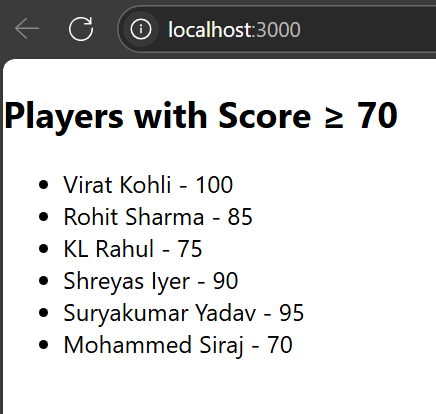 localhost:3000
Players with Score ≥ 70
Virat Kohli - 100
Rohit Sharma - 85
KL Rahul - 75
Shreyas Iyer - 90
Suryakumar Yadav - 95
Mohammed Siraj - 70